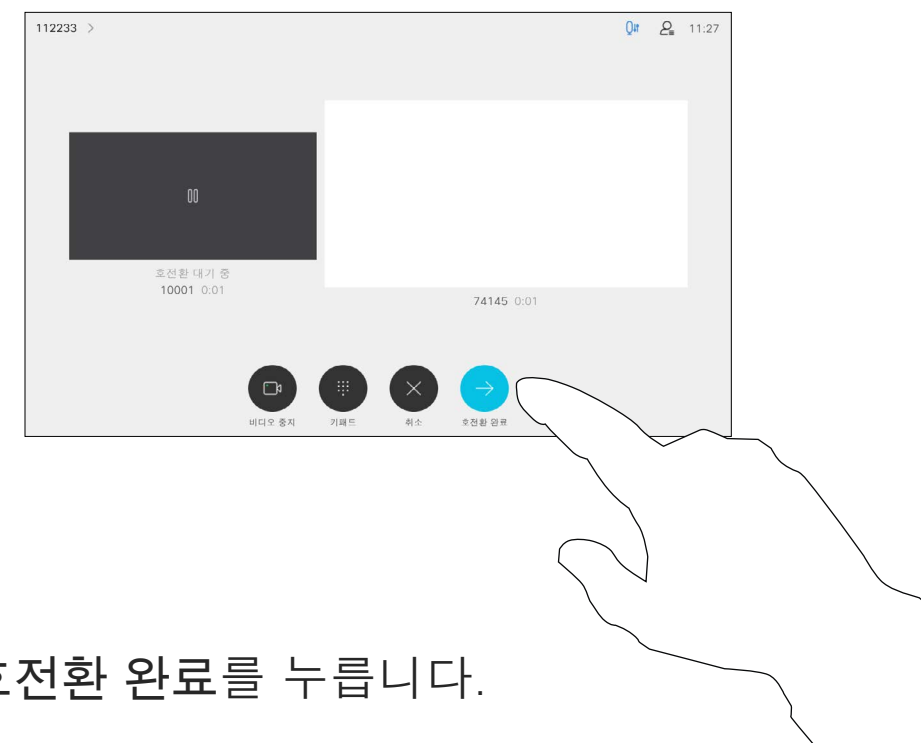 112233 >
11:27
호전환 대기 중
10001 0:01
74145 0:01
비디오 중지
키패드
취소
호전환 완료
호전환 완료를 누릅니다.